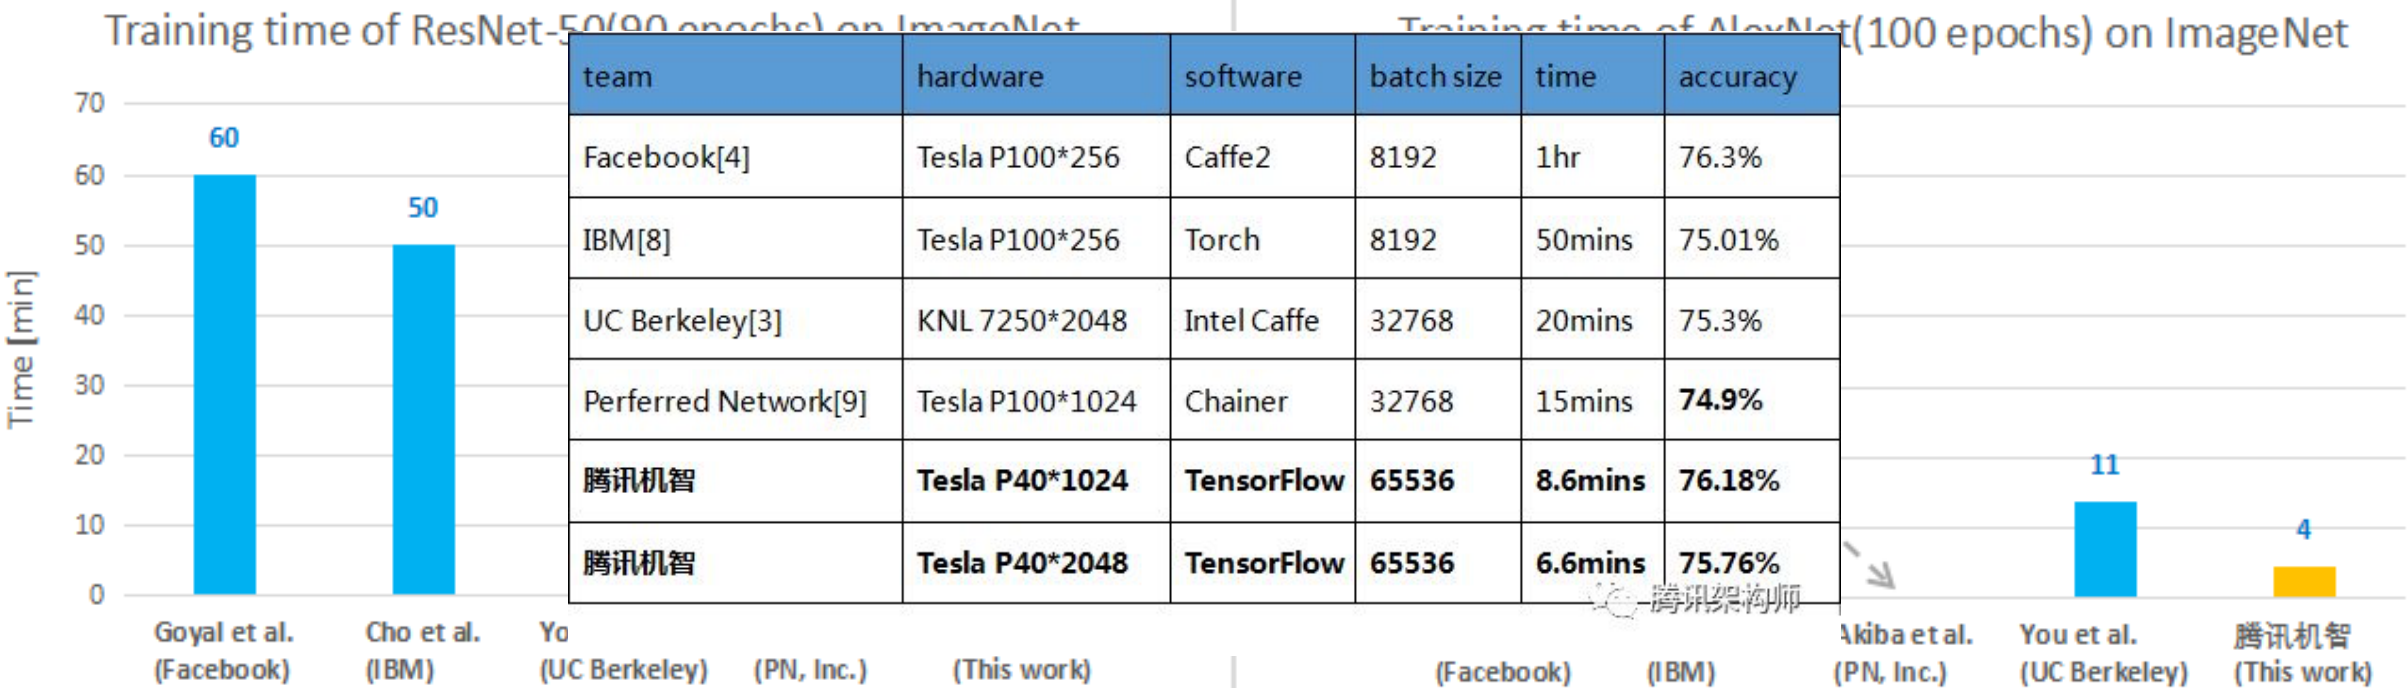 Training time of ResNet-50(90 epochs) on ImageNet
Training time of AlexNet(100 epochs) on ImageNet
team hardware software batch size time accuracy
Facebook[4] Tesla P100*256 Caffe2 8192 1hr 76.3%
IBM[8] Tesla P100*256 Torch 8192 50mins 75.01%
UC Berkeley[3] KNL 7250*2048 Intel Caffe 32768 20mins 75.3%
Perferred Network[9] Tesla P100*1024 Chainer 32768 15mins 74.9%
腾讯机智 Tesla P40*1024 TensorFlow 65536 8.6mins 76.18%
腾讯机智 Tesla P40*2048 TensorFlow 65536 6.6mins 75.76%
腾讯架构师
Time [min]
70
60
50
40
30
20
10
0
60
50
11
4
Goyal et al.
(Facebook)
Cho et al.
(IBM)
Yo
(UC Berkeley)
(PN, Inc.)
(This work)
(Facebook)
(IBM)
Akiba et al.
(PN, Inc.)
You et al.
(UC Berkeley)
腾讯机智
(This work)